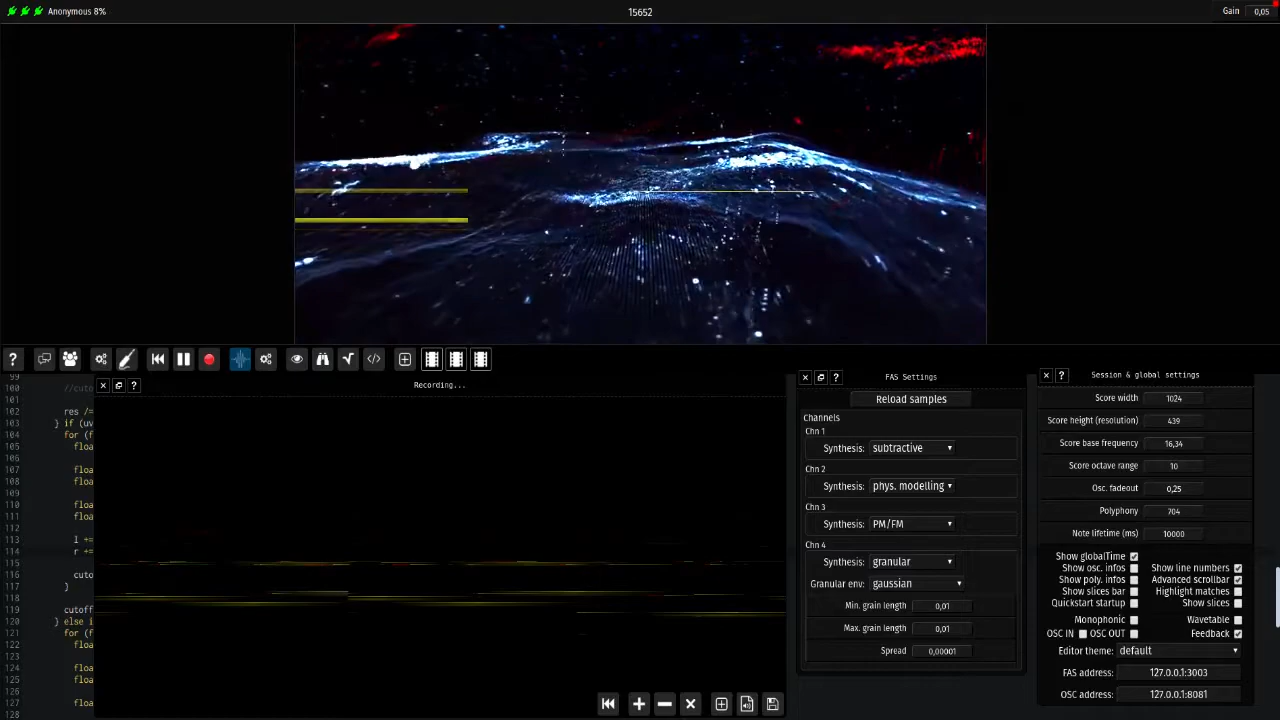 Anonymous 8%
15652
Gain 0,05
Recording...
99
100 //cuto
101
102 res /=
103 } if (uv
104 for (f
105 floa
106
107 floa
108 floa
109
110 floa
111 floa
112
113 l +=
114 r +=
115
116 cuto
117 }
118
119 cutoff
120 } else i
121 for (f
122 floa
123
124 floa
125 floa
126
127 floa
128
FAS Settings
Reload samples
Channels
Chn 1
Synthesis: subtractive
Chn 2
Synthesis: phys. modelling
Chn 3
Synthesis: PM/FM
Chn 4
Synthesis: granular
Granular env: gaussian
Min. grain length 0,01
Max. grain length 0,01
Spread 0,00001
Session & global settings
Score width 1024
Score height (resolution) 439
Score base frequency 16,34
Score octave range 10
Osc. fadeout 0,25
Polyphony 704
Note lifetime (ms) 10000
Show globalTime
Show osc. infos Show line numbers
Show poly. infos Advanced scrollbar
Show slices bar Highlight matches
Quickstart startup Show slices
Monophonic Wavetable
OSC IN OSC OUT Feedback
Editor theme: default
FAS address: 127.0.0.1:3003
OSC address: 127.0.0.1:8081